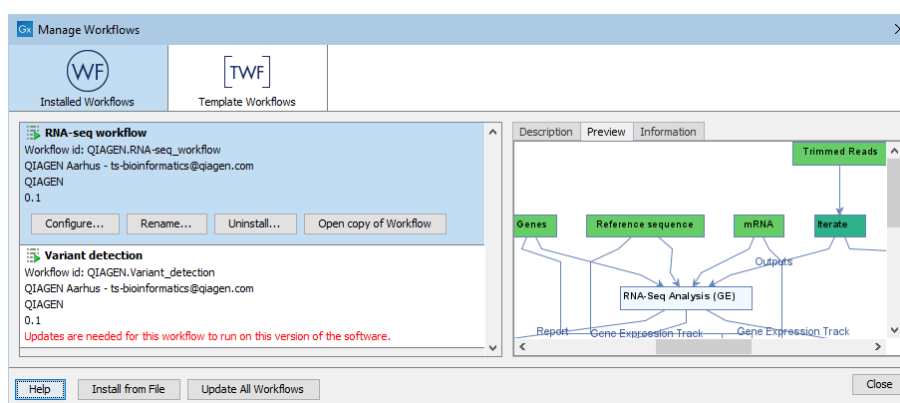 Gx Manage Workflows
WF
TWF
Installed Workflows
Template Workflows
RNA-seq workflow
Workflow id: QIAGEN.RNA-seq_workflow
QIAGEN Aarhus - ts-bioinformatics@qiagen.com
QIAGEN
0.1
Configure... Rename... Uninstall... Open copy of Workflow
Variant detection
Workflow id: QIAGEN.Variant_detection
QIAGEN Aarhus - ts-bioinformatics@qiagen.com
QIAGEN
0.1
Updates are needed for this workflow to run on this version of the software.
Description Preview Information
Trimmed Reads
Genes Reference sequence mRNA Iterate
Outputs
RNA-Seq Analysis (GE)
Report Gene Expression Track Gene Expression Track
Help Install from File Update All Workflows Close